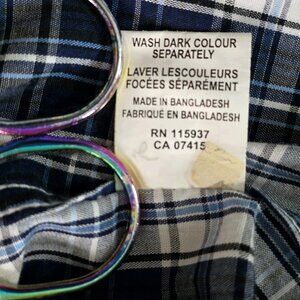 WASH DARK COLOUR
SEPARATELY
LAVER LESCOULEURS
FOCÉES SÉPARÉMENT
MADE IN BANGLADESH
FABRIQUÉ EN BANGLADESH
RN 115937
CA 07415